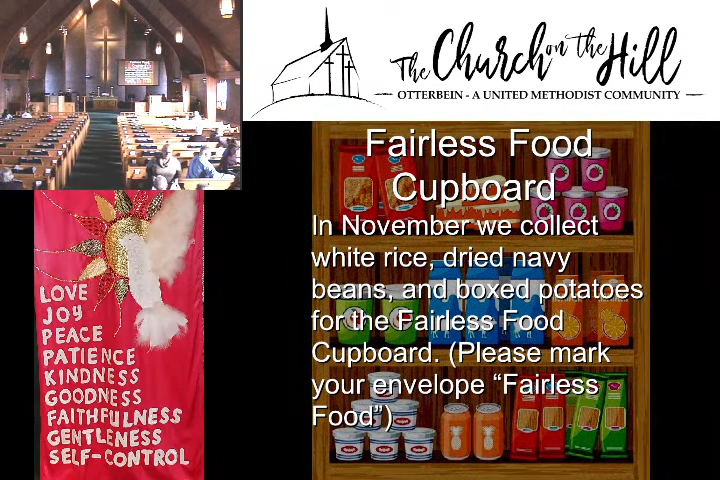 The Church on the Hill
OTTERBEIN - A UNITED METHODIST COMMUNITY
Fairless Food
Cupboard
In November we collect
white rice, dried navy
beans, and boxed potatoes
for the Fairless Food
Cupboard. (Please mark
your envelope “Fairless
Food”)
LOVE
JOY
PEACE
PATIENCE
KINDNESS
GOODNESS
FAITHFULNESS
GENTLENESS
SELF-CONTROL